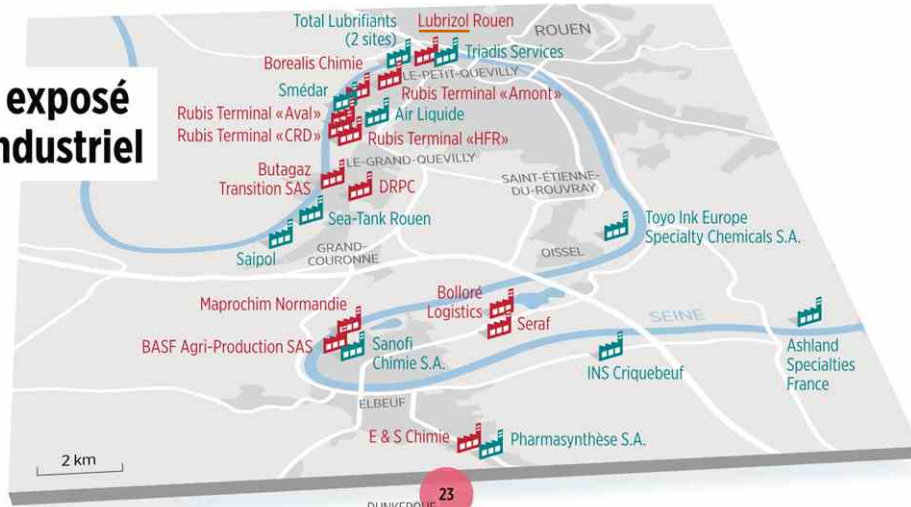 exposé
ndustriel
Total Lubrifiants
(2 sites)
Lubrizol Rouen
ROUEN
Triadis Services
Borealis Chimie
LE-PETIT-QUEVILLY
Smédar
Rubis Terminal «Amont»
Rubis Terminal «Aval»
Air Liquide
Rubis Terminal «CRD»
Rubis Terminal «HFR»
LE-GRAND-QUEVILLY
Butagaz
Transition SAS
DRPC
SAINT-ÉTIENNE-
DU-ROUVRAY
Sea-Tank Rouen
Toyo Ink Europe
Specialty Chemicals S.A.
Saipol
GRAND-
COURONNE
OISSEL
Maprochim Normandie
Bolloré
Logistics
Seraf
SEINE
BASF Agri-Production SAS
Sanofi
Chimie S.A.
INS Criquebeuf
Ashland
Specialties
France
ELBEUF
E & S Chimie
Pharmasynthèse S.A.
2 km
23